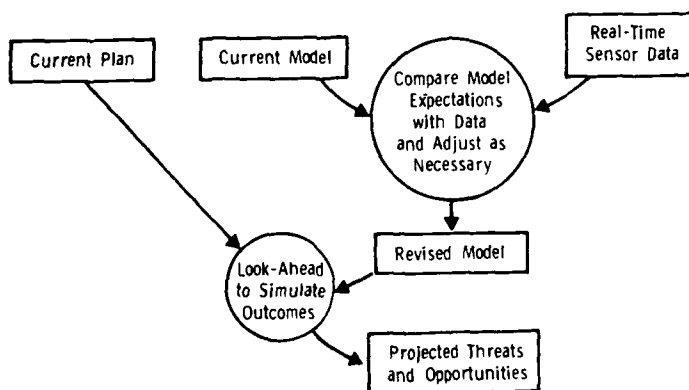 Current Plan
Current Model
Real-Time
Sensor Data
Compare Model
Expectations
with Data
and Adjust as
Necessary
Revised Model
Look-Ahead
to Simulate
Outcomes
Projected Threats
and Opportunities